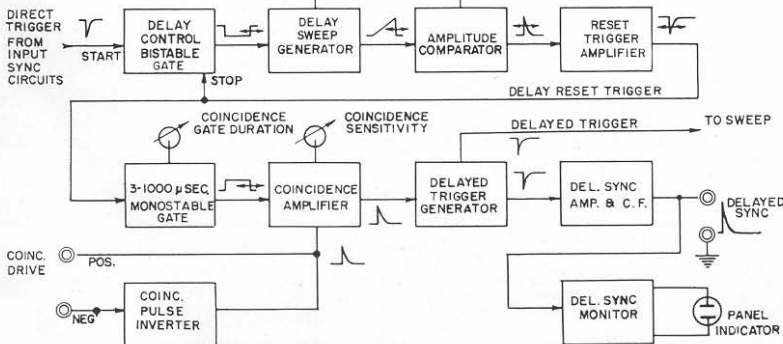 DIRECT
TRIGGER
FROM
INPUT
SYNC
CIRCUITS
START
DELAY
CONTROL
BISTABLE
GATE
DELAY
SWEEP
GENERATOR
AMPLITUDE
COMPARATOR
RESET
TRIGGER
AMPLIFIER
STOP
DELAY RESET TRIGGER
COINCIDENCE
GATE DURATION
COINCIDENCE
SENSITIVITY
DELAYED TRIGGER
TO SWEEP
3-1000 µSEC,
MONOSTABLE
GATE
COINCIDENCE
AMPLIFIER
DELAYED
TRIGGER
GENERATOR
DEL. SYNC
AMP. & C.F.
DELAYED
SYNC
COINC.
DRIVE
POS.
NEG
COINC.
PULSE
INVERTER
DEL. SYNC
MONITOR
PANEL
INDICATOR